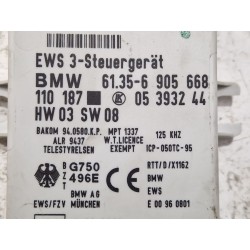 EWS 3-Steuergerät
BMW 61.35-6 905 668
110 187 05 3932 44
HW 03 SW 08
BAKOM 94.0580.K.P. MPT 1337 125 KHZ
ALR 9437 W.T.LICENCE
TELESTYRELSEN EXEMPT ICP-050TC-95
B Z T G750 496E RTT/D/X116Z
BMW
BMW AG EWS
EWS/FZV MÜNCHEN E 00 96 0801